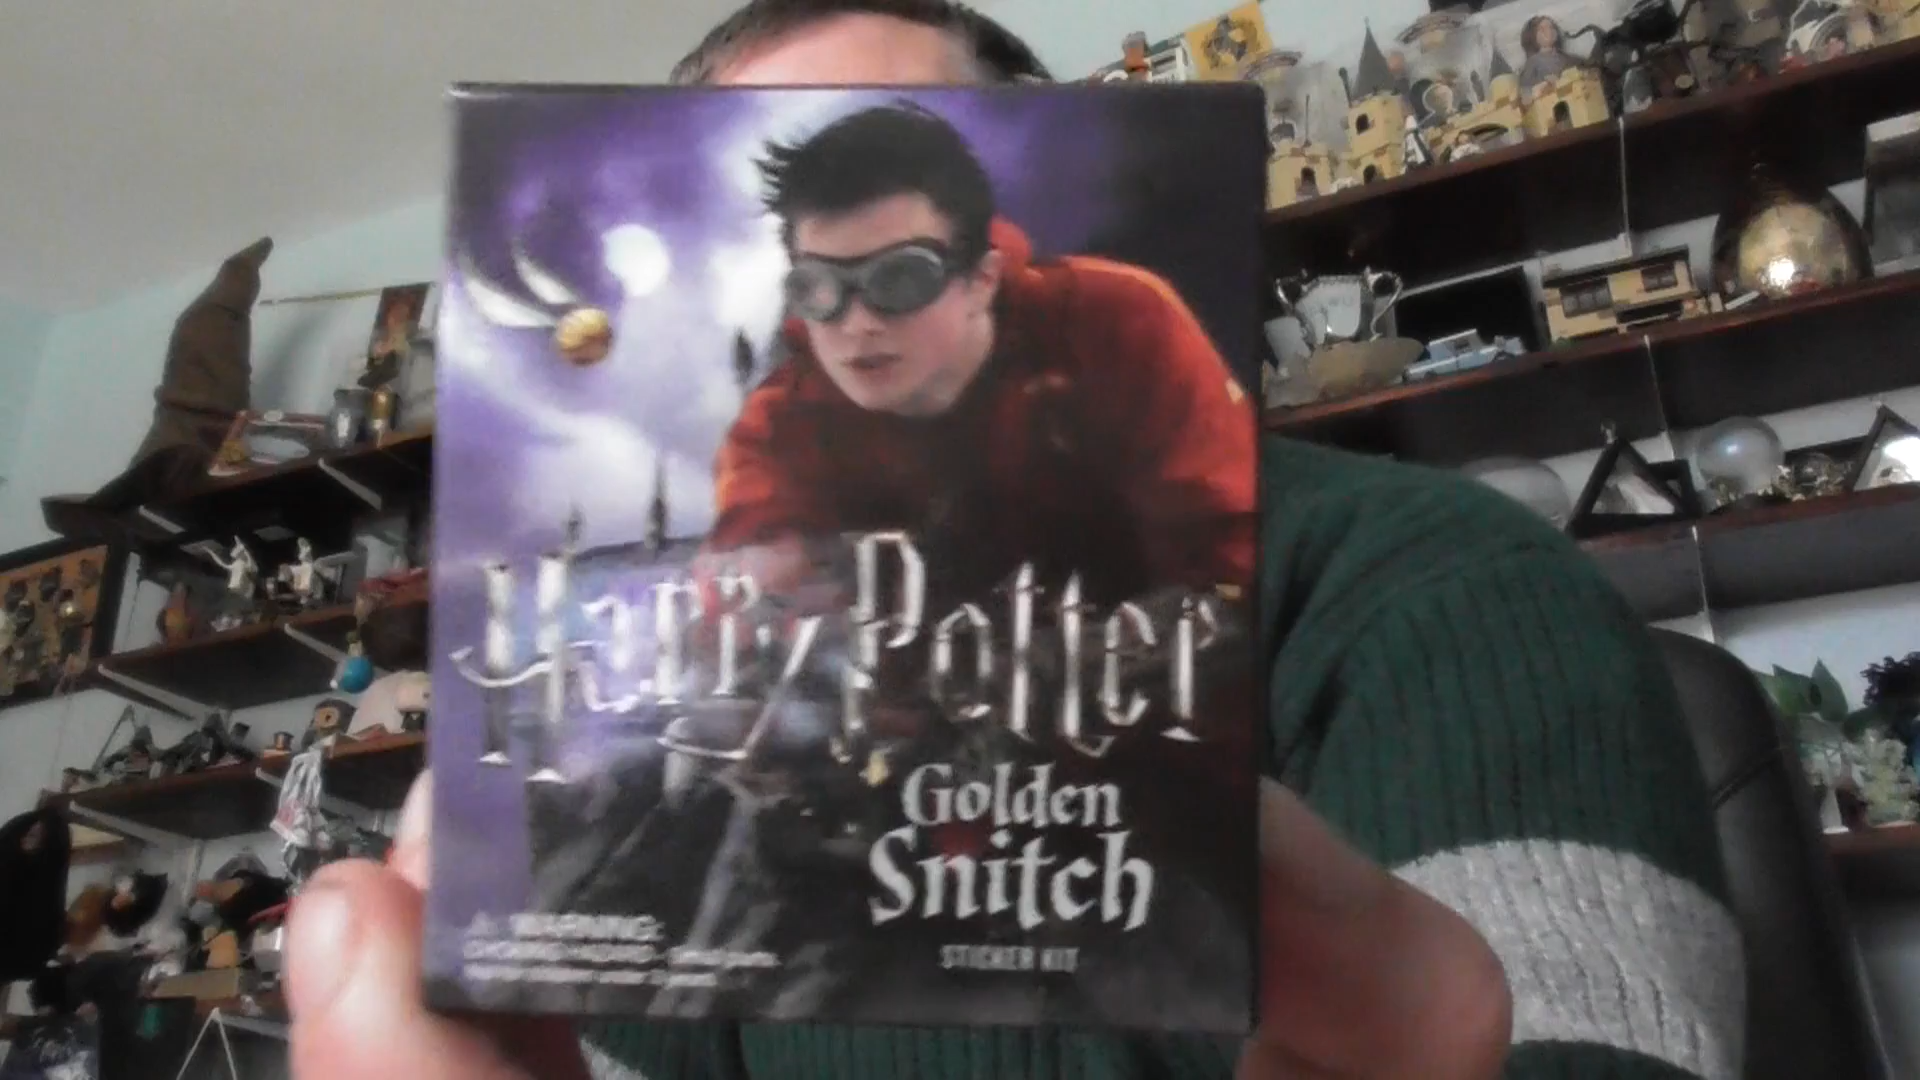 Harry Potter
Golden
Snitch
STICKER KIT
WARNING: